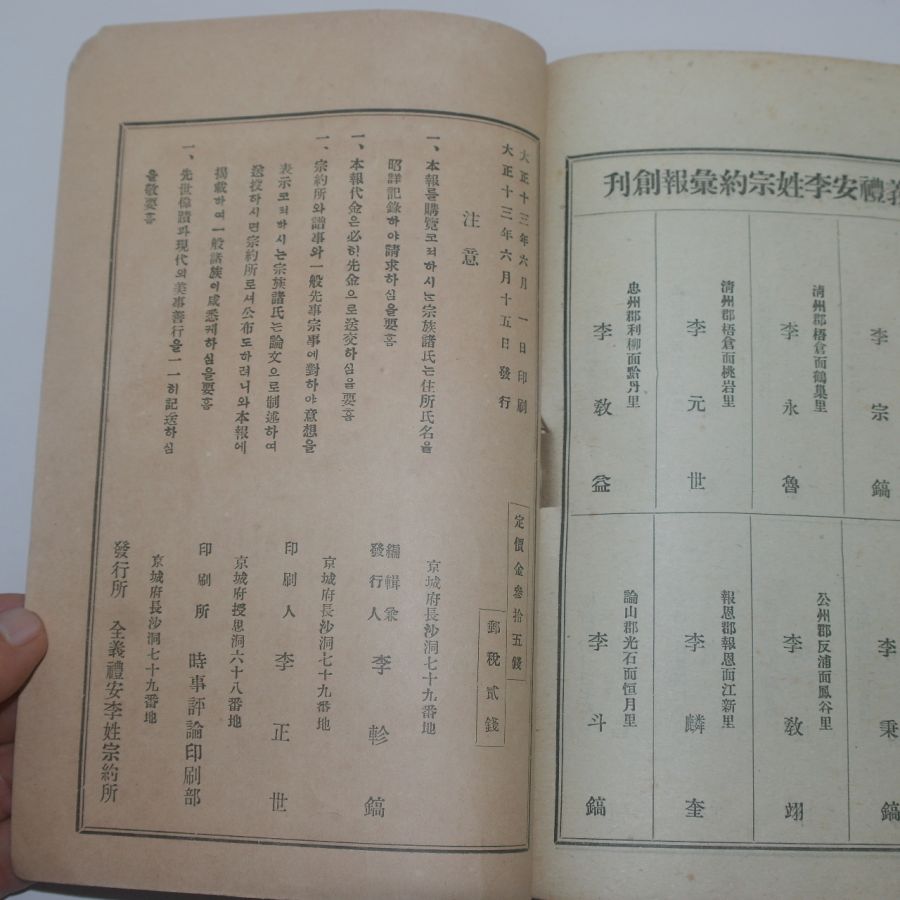 義禮安李姓宗約彙報創刊
李宗鎬
淸州郡梧倉面鶴巢里
李永魯
淸州郡梧倉面桃岩里
李元世
忠州郡利柳面黔丹里
李敎益
李秉鎬
公州郡反浦面鳳谷里
李敎翊
報恩郡報恩面江新里
李麟奎
論山郡光石面恒月里
李斗鎬
大正十三年六月一日印刷
大正十三年六月十五日發行
定價金參拾五錢
郵稅貳錢
注意
一、本報를購覽코져하시는宗族諸氏는住所氏名을
昭詳記錄하야請求하심을要홈
一、本報代金은必히先金으로送交하심을要홈
一、宗約所와譜事와一般先事宗事에對하야意想을
表示코져하시는宗族諸氏는論文으로制述하여
送投하시면宗約所로셔公布도하려니와本報에
揭載하여一般諸族이咸悉케하심을要홈
一、先世偉蹟과現代의美事善行을一一히記送하심
을敬要홈
京城府長沙洞七十九番地
編輯兼
發行人 李軫鎬
京城府長沙洞七十九番地
印刷人 李正世
京城府授恩洞六十八番地
印刷所 時事評論印刷部
京城府長沙洞七十九番地
發行所 全義禮安李姓宗約所